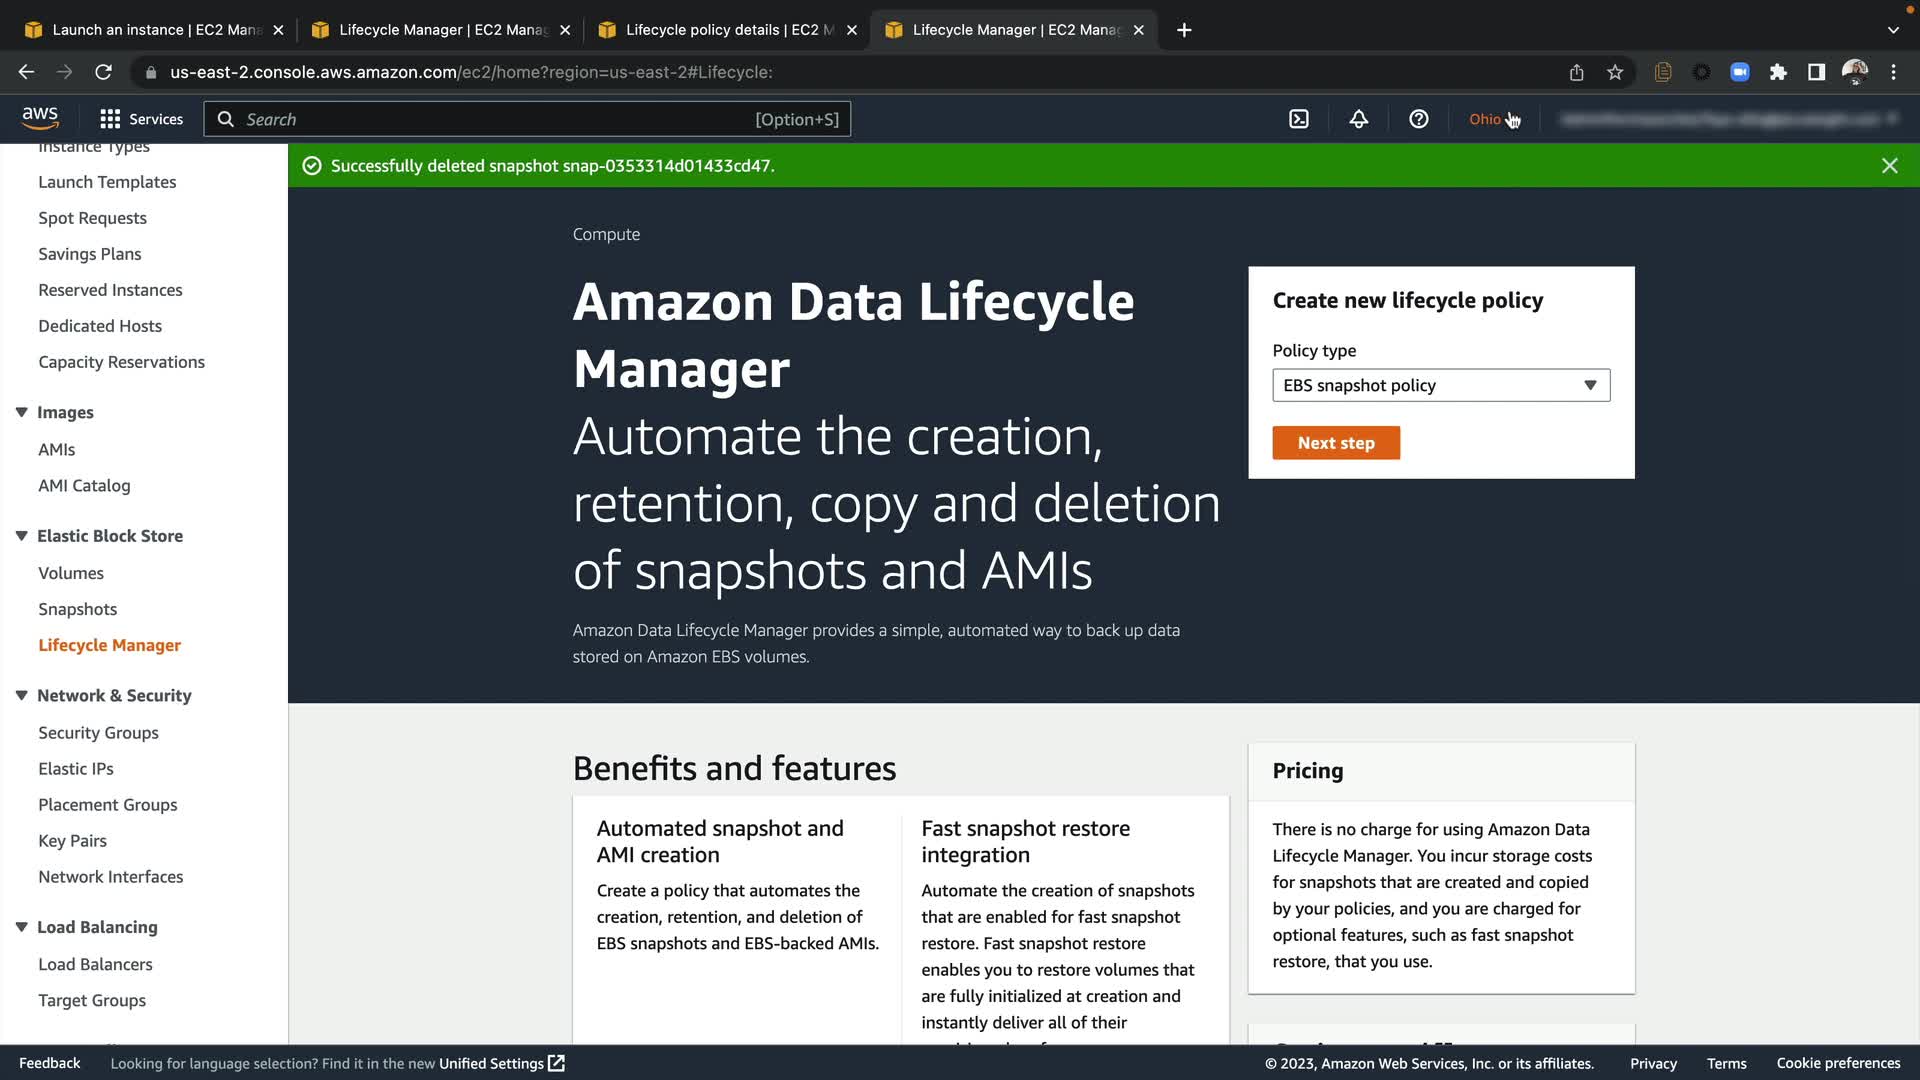 Launch an instance | EC2 Mana
Lifecycle Manager | EC2 Manag
Lifecycle policy details | EC2 M
Lifecycle Manager | EC2 Manag
us-east-2.console.aws.amazon.com/ec2/home?region=us-east-2#Lifecycle:
aws
Services
Search
[Option+S]
Ohio
Instance Types
Launch Templates
Spot Requests
Savings Plans
Reserved Instances
Dedicated Hosts
Capacity Reservations
Images
AMIs
AMI Catalog
Elastic Block Store
Volumes
Snapshots
Lifecycle Manager
Network & Security
Security Groups
Elastic IPs
Placement Groups
Key Pairs
Network Interfaces
Load Balancing
Load Balancers
Target Groups
Successfully deleted snapshot snap-0353314d01433cd47.
Compute
Amazon Data Lifecycle
Manager
Automate the creation,
retention, copy and deletion
of snapshots and AMIs
Amazon Data Lifecycle Manager provides a simple, automated way to back up data
stored on Amazon EBS volumes.
Create new lifecycle policy
Policy type
EBS snapshot policy
Next step
Benefits and features
Automated snapshot and
AMI creation
Create a policy that automates the
creation, retention, and deletion of
EBS snapshots and EBS-backed AMIs.
Fast snapshot restore
integration
Automate the creation of snapshots
that are enabled for fast snapshot
restore. Fast snapshot restore
enables you to restore volumes that
are fully initialized at creation and
instantly deliver all of their
Pricing
There is no charge for using Amazon Data
Lifecycle Manager. You incur storage costs
for snapshots that are created and copied
by your policies, and you are charged for
optional features, such as fast snapshot
restore, that you use.
Feedback
Looking for language selection? Find it in the new Unified Settings
© 2023, Amazon Web Services, Inc. or its affiliates.
Privacy
Terms
Cookie preferences